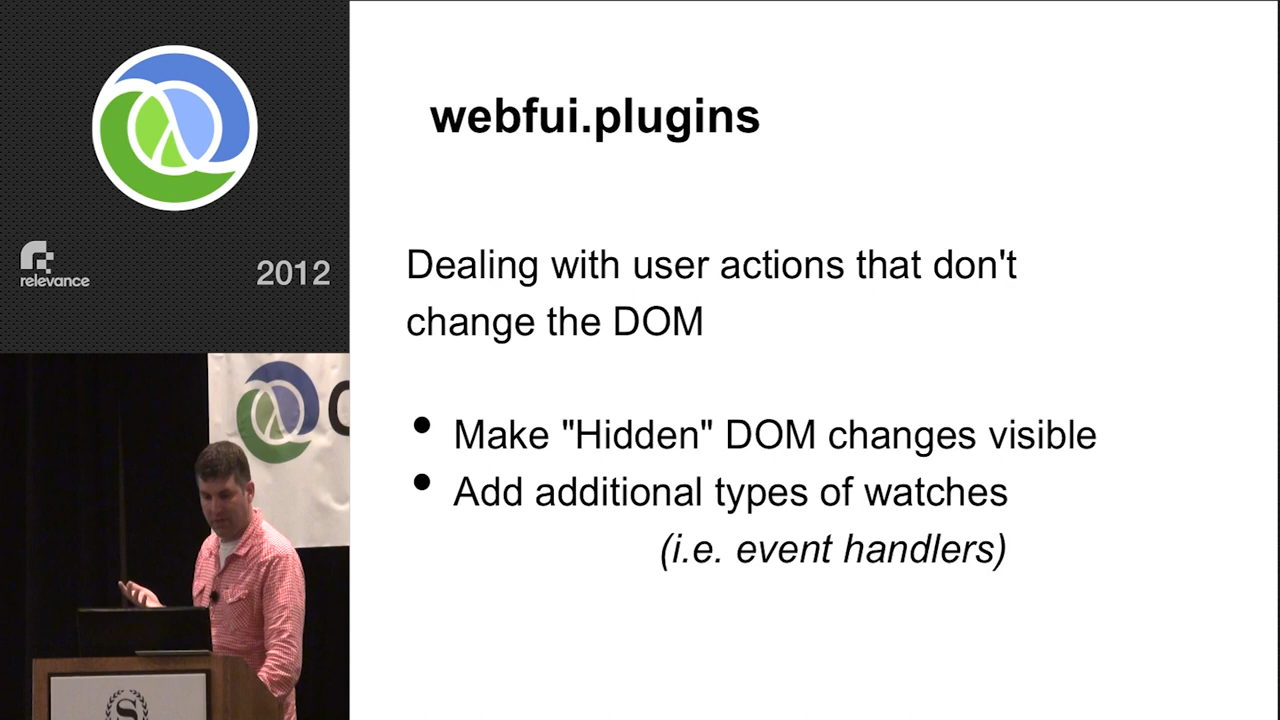 relevance
2012
webfui.plugins
Dealing with user actions that don't
change the DOM
• Make "Hidden" DOM changes visible
• Add additional types of watches
(i.e. event handlers)
S